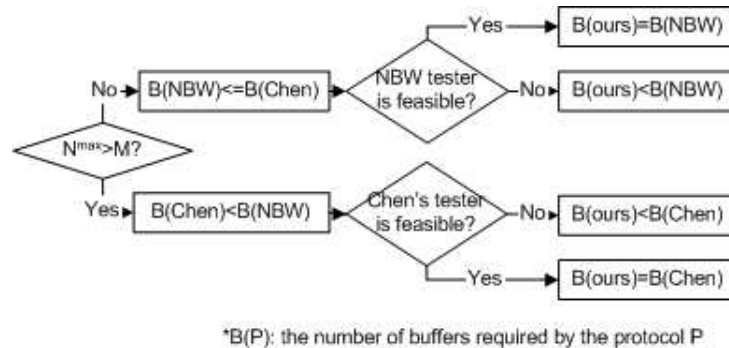 Yes
B(ours)=B(NBW)
No
B(NBW)<=B(Chen)
NBW tester
is feasible?
No
B(ours)<B(NBW)
Nmax>M?
Yes
B(Chen)<B(NBW)
Chen's tester
is feasible?
No
B(ours)<B(Chen)
Yes
B(ours)=B(Chen)
*B(P): the number of buffers required by the protocol P